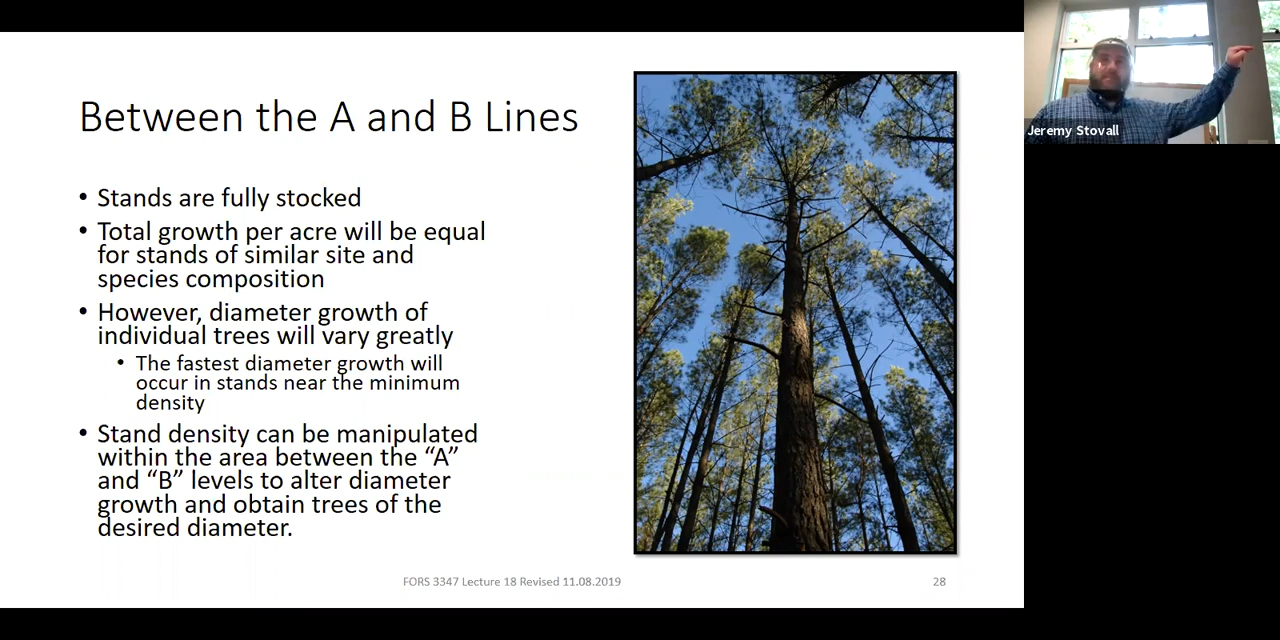 Between the A and B Lines
• Stands are fully stocked
• Total growth per acre will be equal
for stands of similar site and
species composition
• However, diameter growth of
individual trees will vary greatly
• The fastest diameter growth will
occur in stands near the minimum
density
• Stand density can be manipulated
within the area between the “A”
and “B” levels to alter diameter
growth and obtain trees of the
desired diameter.
FORS 3347 Lecture 18 Revised 11.08.2019
28
Jeremy Stovall